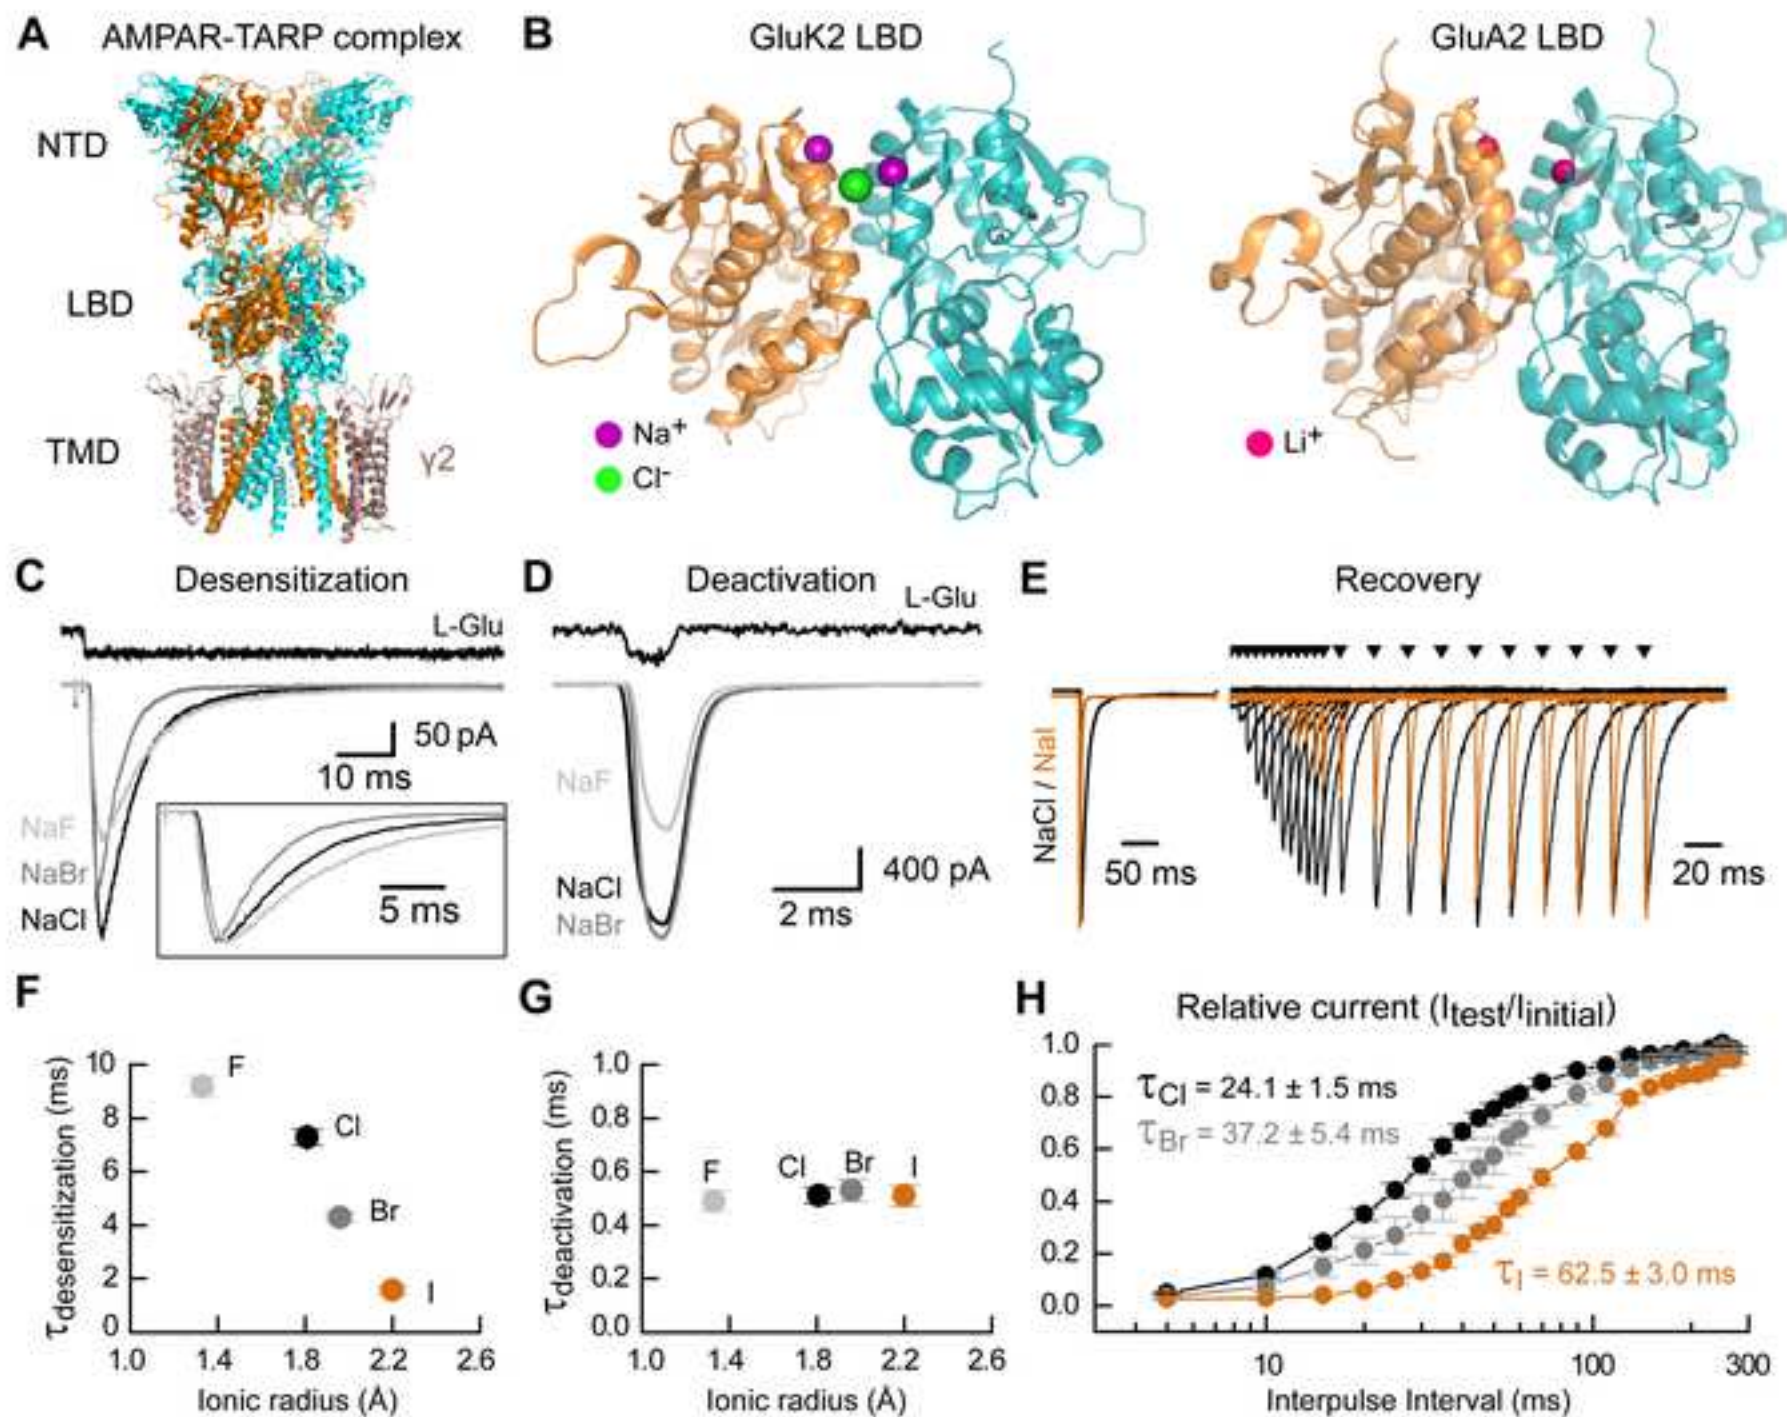 A AMPAR-TARP complex
NTD
LBD
TMD
γ2
B GluK2 LBD
GluA2 LBD
Na+
Cl-
Li+
C Desensitization
L-Glu
50 pA
10 ms
NaF
NaBr
NaCl
5 ms
D Deactivation
L-Glu
NaF
NaCl
NaBr
400 pA
2 ms
E Recovery
NaCl / NaI
50 ms
20 ms
F
τdesensitization (ms)
10
8
6
4
2
0
F
Cl
Br
I
1.0 1.4 1.8 2.2 2.6
Ionic radius (Å)
G
τdeactivation (ms)
1.0
0.8
0.6
0.4
0.2
0.0
F
Cl
Br
I
1.0 1.4 1.8 2.2 2.6
Ionic radius (Å)
H Relative current (Itest/Iinitial)
1.0
0.8
0.6
0.4
0.2
0.0
τCl = 24.1 ± 1.5 ms
τBr = 37.2 ± 5.4 ms
τI = 62.5 ± 3.0 ms
10 100 300
Interpulse Interval (ms)